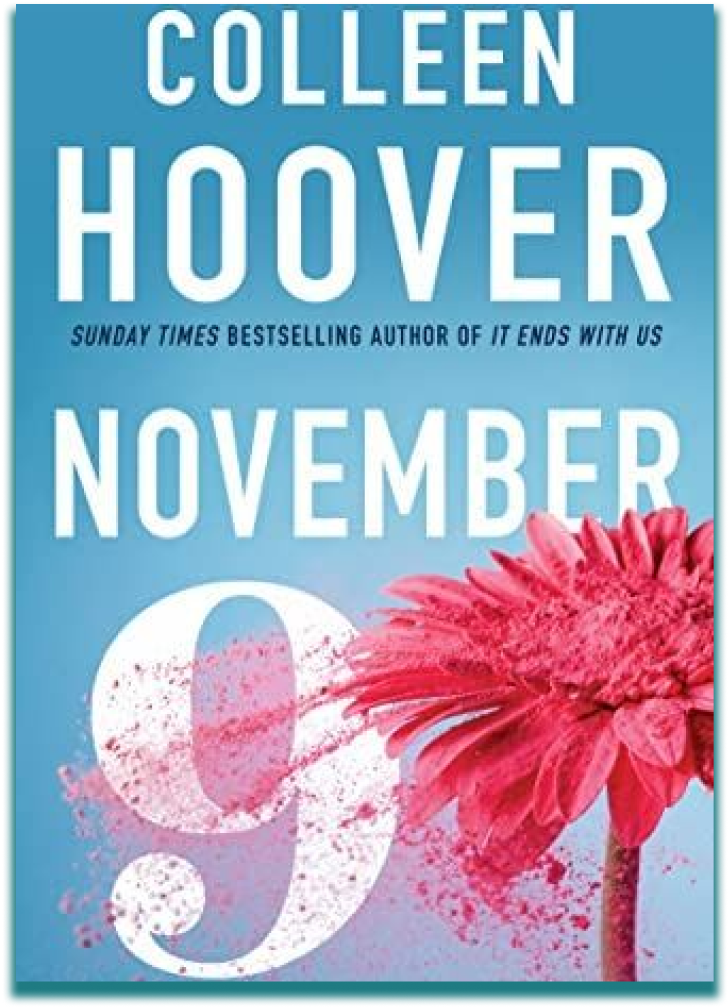 COLLEEN
HOOVER
SUNDAY TIMES BESTSELLING AUTHOR OF IT ENDS WITH US
NOVEMBER
9